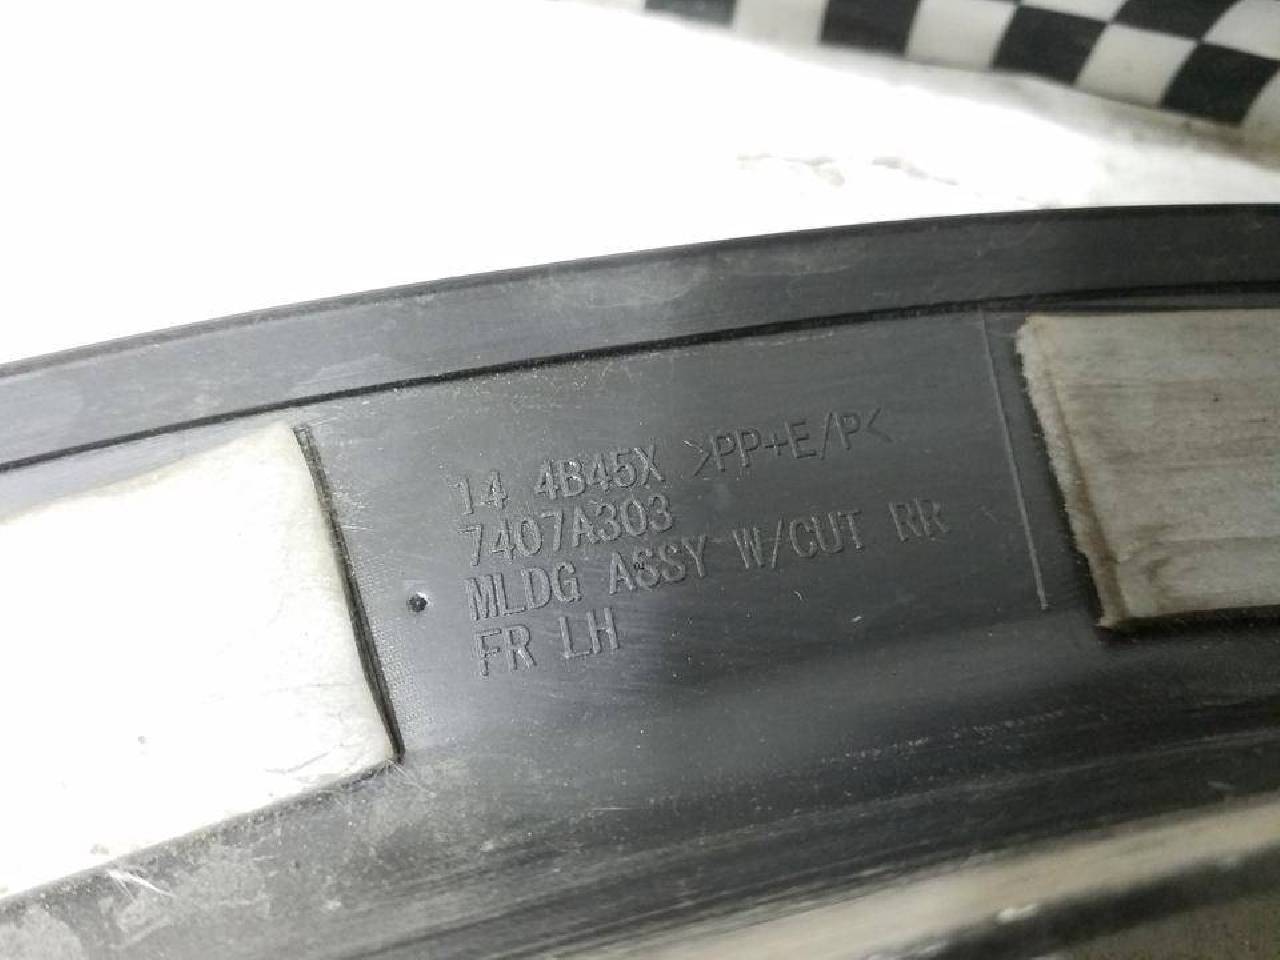 14 4B45X >PP+E/P<
7407A303
MLDG ASSY W/CUT RR
FR LH